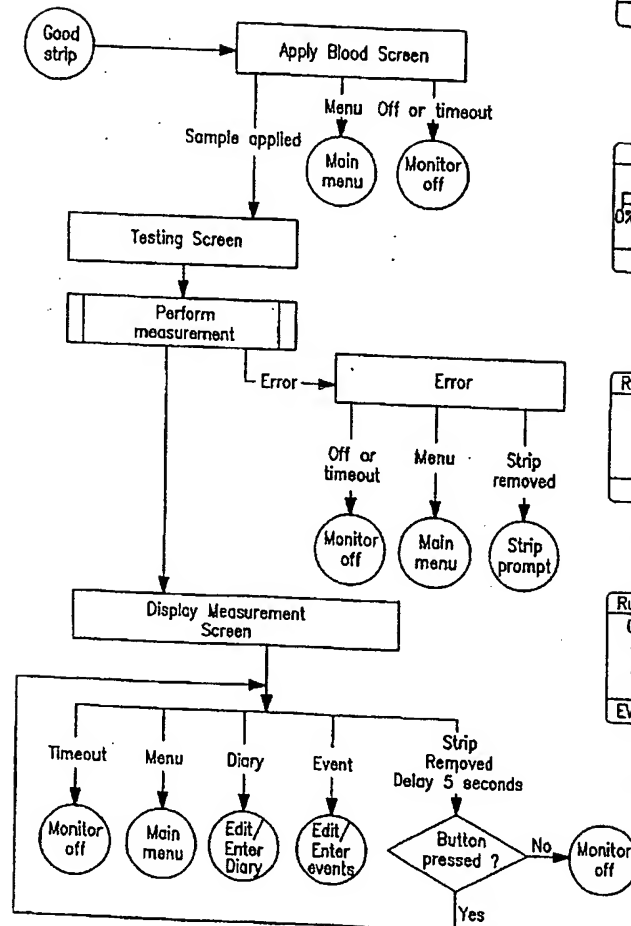 Good
strip
Apply Blood Screen
Menu
Off or timeout
Sample applied
Main
menu
Monitor
off
0%
Testing Screen
Perform
measurement
Error
Error
R
Off or
timeout
Menu
Strip
removed
Monitor
off
Main
menu
Strip
prompt
Display Measurement
Screen
Timeout
Menu
Diary
Event
Strip
Removed
Delay 5 seconds
Monitor
off
Main
menu
Edit/
Enter
Diary
Edit/
Enter
events
Button
pressed ?
No
Monitor
off
Yes